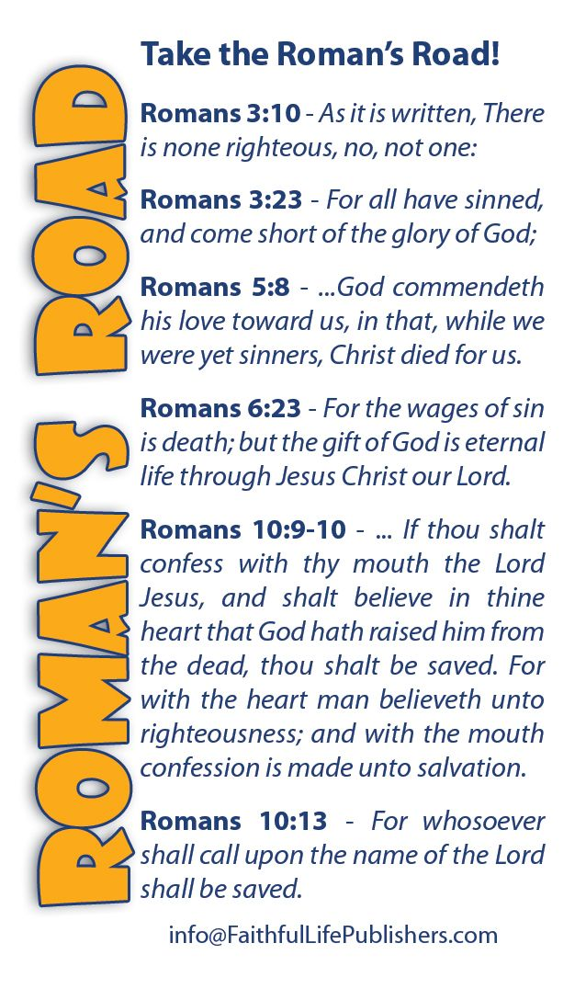 Take the Roman's Road!
ROMAN'S ROAD
Romans 3:10 - As it is written, There
is none righteous, no, not one:
Romans 3:23 - For all have sinned,
and come short of the glory of God;
Romans 5:8 - ...God commendeth
his love toward us, in that, while we
were yet sinners, Christ died for us.
Romans 6:23 - For the wages of sin
is death; but the gift of God is eternal
life through Jesus Christ our Lord.
Romans 10:9-10 - ... If thou shalt
confess with thy mouth the Lord
Jesus, and shalt believe in thine
heart that God hath raised him from
the dead, thou shalt be saved. For
with the heart man believeth unto
righteousness; and with the mouth
confession is made unto salvation.
Romans 10:13 - For whosoever
shall call upon the name of the Lord
shall be saved.
info@FaithfulLifePublishers.com